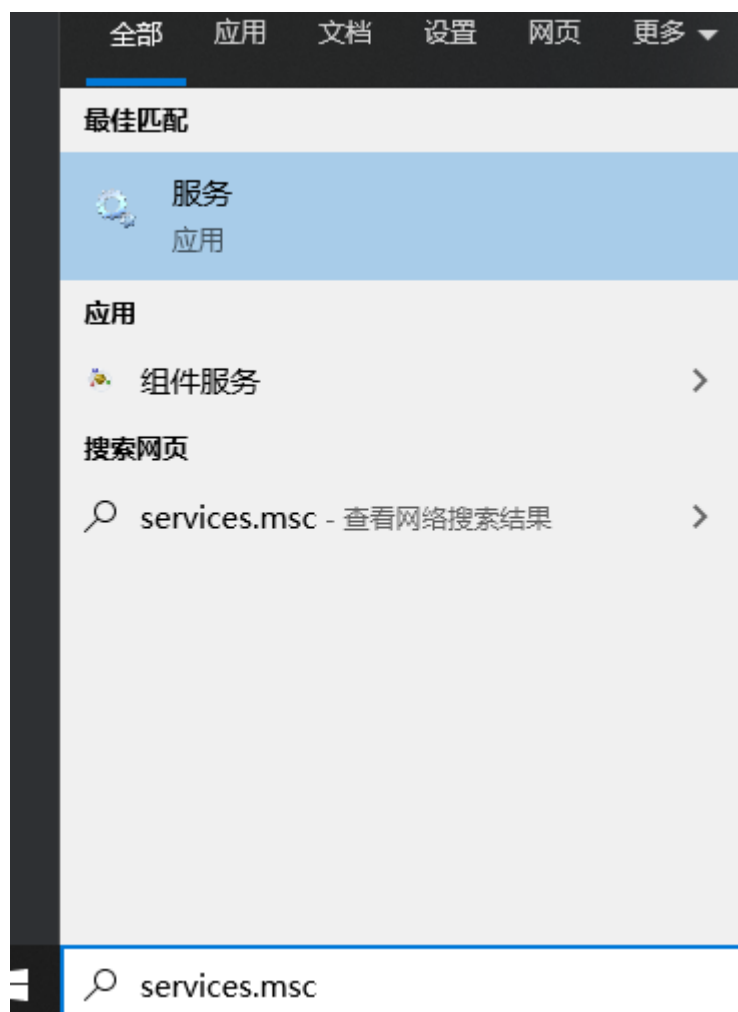 全部 应用 文档 设置 网页 更多
最佳匹配
服务
应用
应用
组件服务
搜索网页
services.msc - 查看网络搜索结果
services.msc